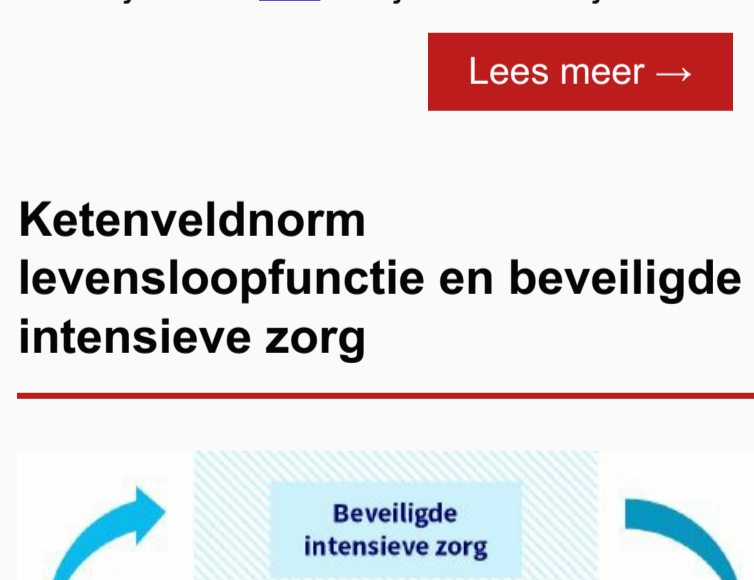 Lees meer →
Ketenveldnorm
levensloopfunctie en beveiligde
intensieve zorg
Beveiligde
intensieve zorg